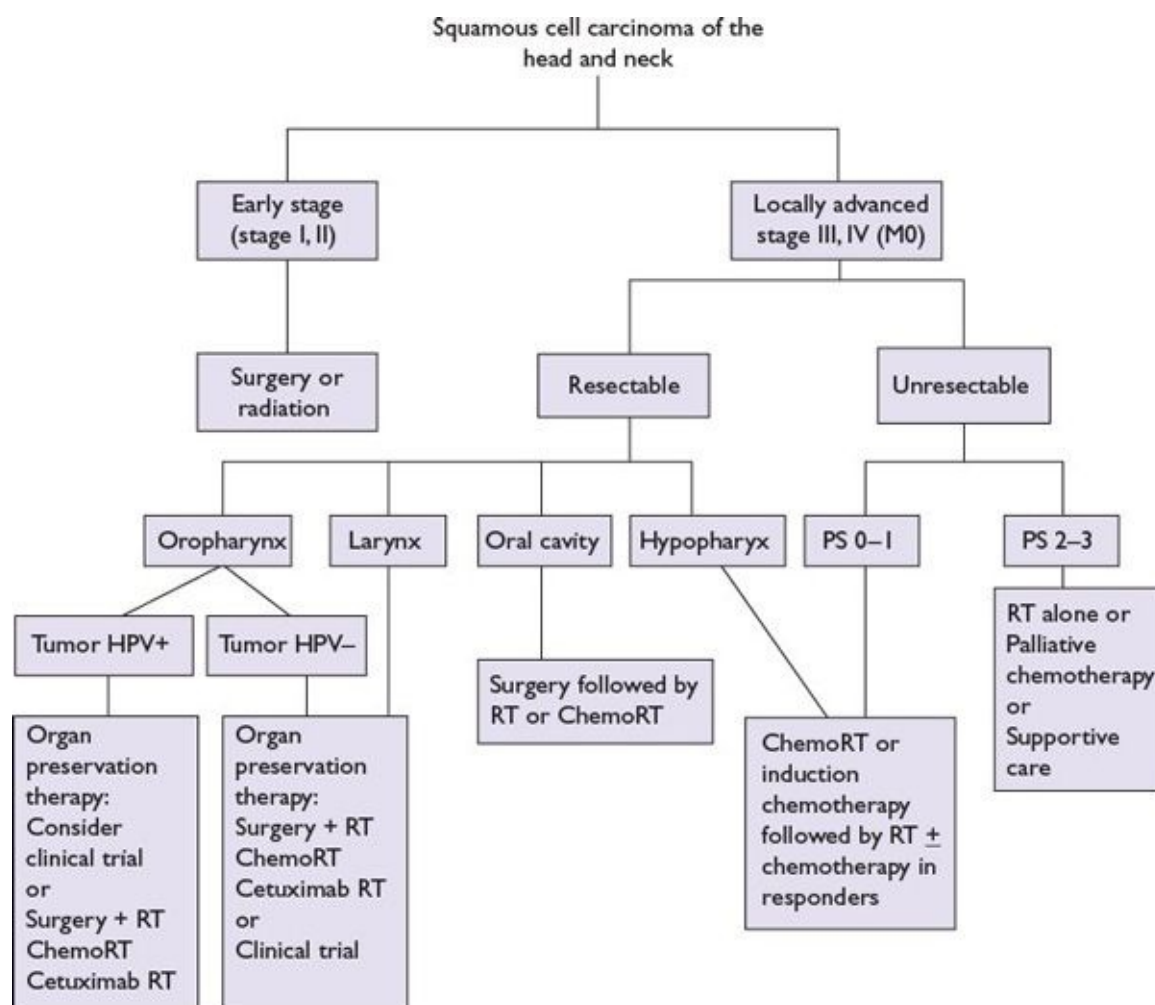 Squamous cell carcinoma of the
head and neck
Early stage
(stage I, II)
Locally advanced
stage III, IV (M0)
Surgery or
radiation
Resectable
Unresectable
Oropharynx
Larynx
Oral cavity
Hypopharyx
PS 0–1
PS 2–3
Tumor HPV+
Tumor HPV–
Surgery followed by
RT or ChemoRT
RT alone or
Palliative
chemotherapy
or
Supportive
care
Organ
preservation
therapy:
Consider
clinical trial
or
Surgery + RT
ChemoRT
Cetuximab RT
Organ
preservation
therapy:
Surgery + RT
ChemoRT
Cetuximab RT
or
Clinical trial
ChemoRT or
induction
chemotherapy
followed by RT ±
chemotherapy in
responders